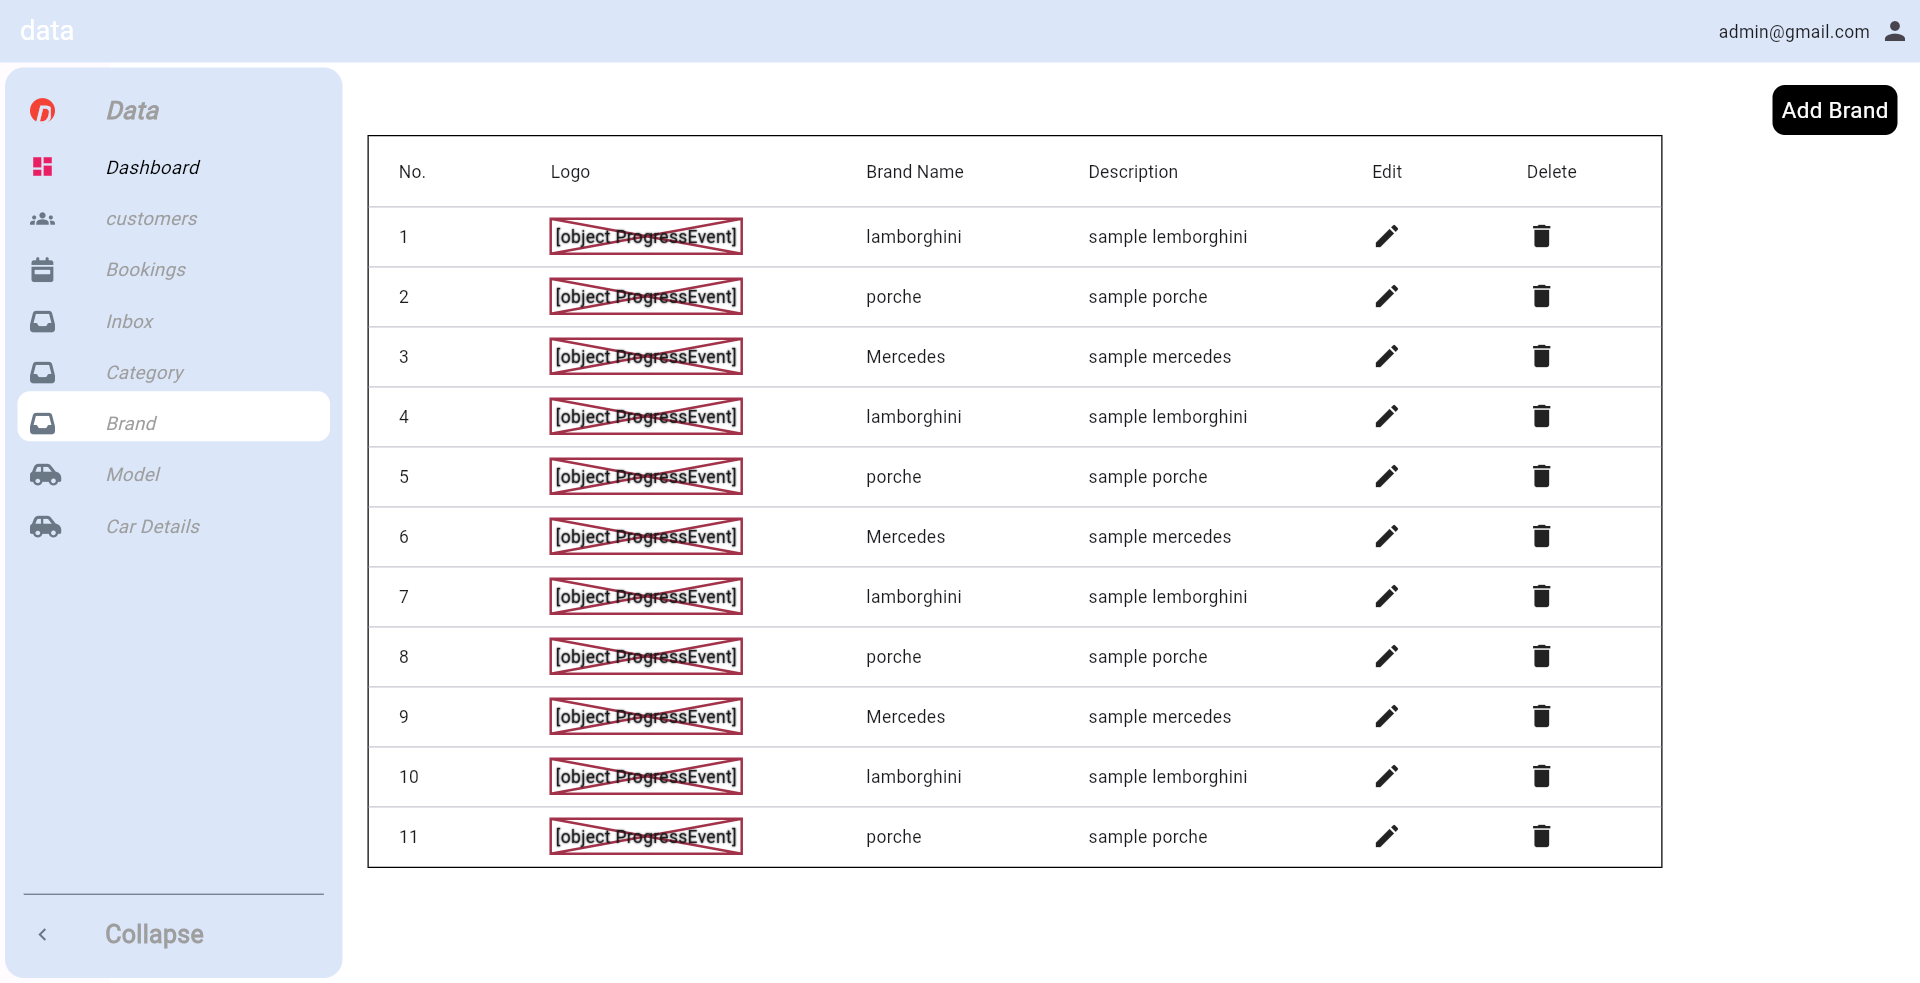 data
admin@gmail.com
Data
Dashboard
customers
Bookings
Inbox
Category
Brand
Model
Car Details
Collapse
Add Brand
No. Logo Brand Name Description Edit Delete
1 [object ProgressEvent] lamborghini sample lemborghini
2 [object ProgressEvent] porche sample porche
3 [object ProgressEvent] Mercedes sample mercedes
4 [object ProgressEvent] lamborghini sample lemborghini
5 [object ProgressEvent] porche sample porche
6 [object ProgressEvent] Mercedes sample mercedes
7 [object ProgressEvent] lamborghini sample lemborghini
8 [object ProgressEvent] porche sample porche
9 [object ProgressEvent] Mercedes sample mercedes
10 [object ProgressEvent] lamborghini sample lemborghini
11 [object ProgressEvent] porche sample porche